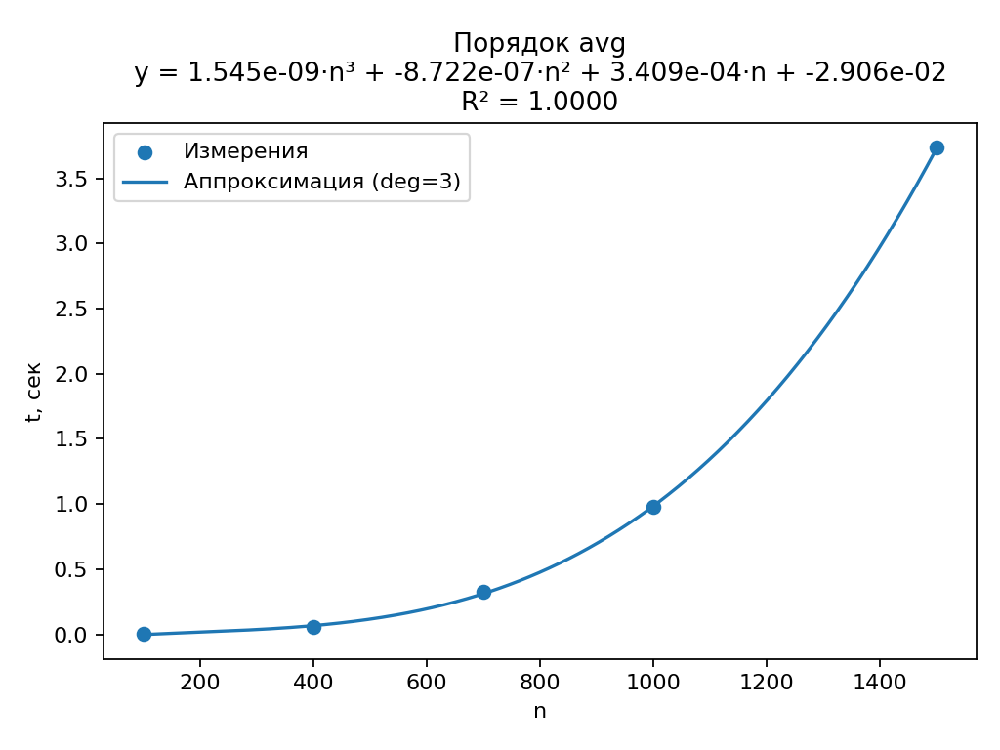 Порядок avg
y = 1.545e-09·n³ + -8.722e-07·n² + 3.409e-04·n + -2.906e-02
R² = 1.0000
Измерения
Аппроксимация (deg=3)
3.5
3.0
2.5
2.0
1.5
1.0
0.5
0.0
t, сек
200 400 600 800 1000 1200 1400
n